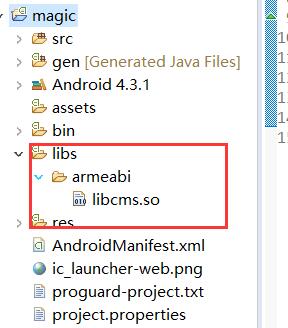 magic
src
gen [Generated Java Files]
Android 4.3.1
assets
bin
libs
armeabi
libcms.so
res
AndroidManifest.xml
ic_launcher-web.png
proguard-project.txt
project.properties